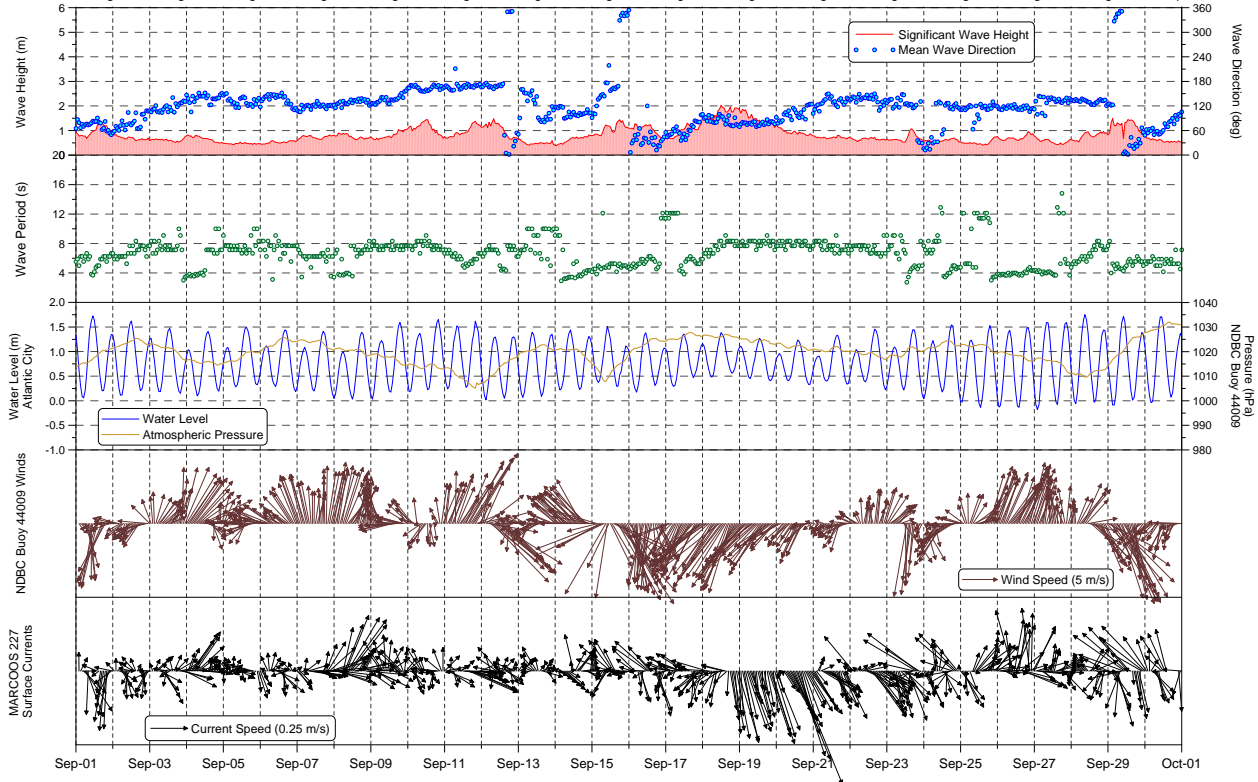 6
5
4
3
2
1
20
Wave Height (m)
Significant Wave Height
Mean Wave Direction
360
300
240
180
120
60
0
Wave Direction (deg)
16
12
8
4
2.0
Wave Period (s)
1.5
1.0
0.5
0.0
-0.5
-1.0
Water Level (m)
Atlantic City
Water Level
Atmospheric Pressure
1040
1030
1020
1010
1000
990
980
Pressure (hPa)
NDBC Buoy 44009
NDBC Buoy 44009 Winds
Wind Speed (5 m/s)
MARCOOS 227
Surface Currents
Current Speed (0.25 m/s)
Sep-01 Sep-03 Sep-05 Sep-07 Sep-09 Sep-11 Sep-13 Sep-15 Sep-17 Sep-19 Sep-21 Sep-23 Sep-25 Sep-27 Sep-29 Oct-01